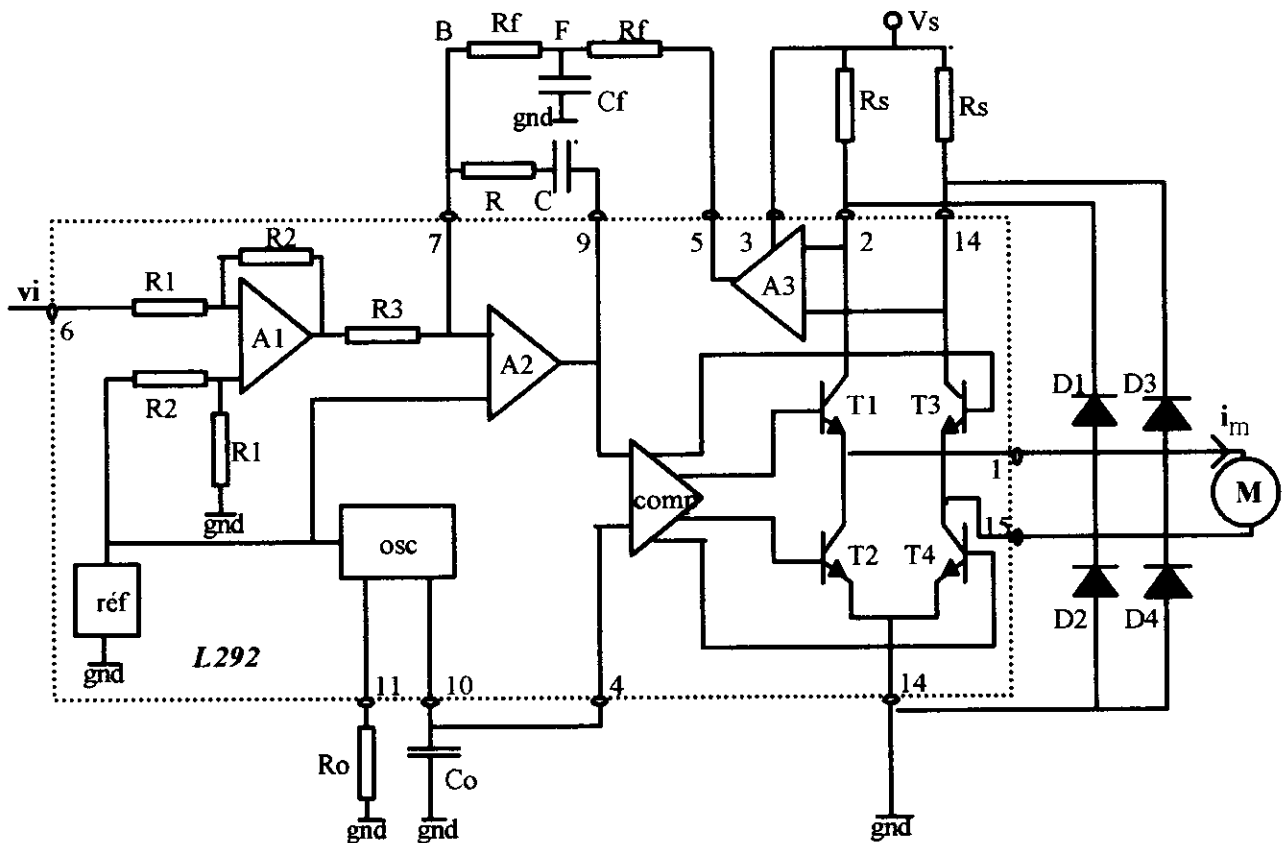 B Rf F Rf Vs
Cf
gnd
Rs Rs
R C
7 9 5 3 2 14
R2
vi R1
6
A1 R3 A2 A3
R2
R1
gnd
T1 T3
D1 D3
im
comp
1
M
15
osc
réf
T2 T4
D2 D4
gnd
L292
11 10 4 14
Ro Co
gnd gnd gnd